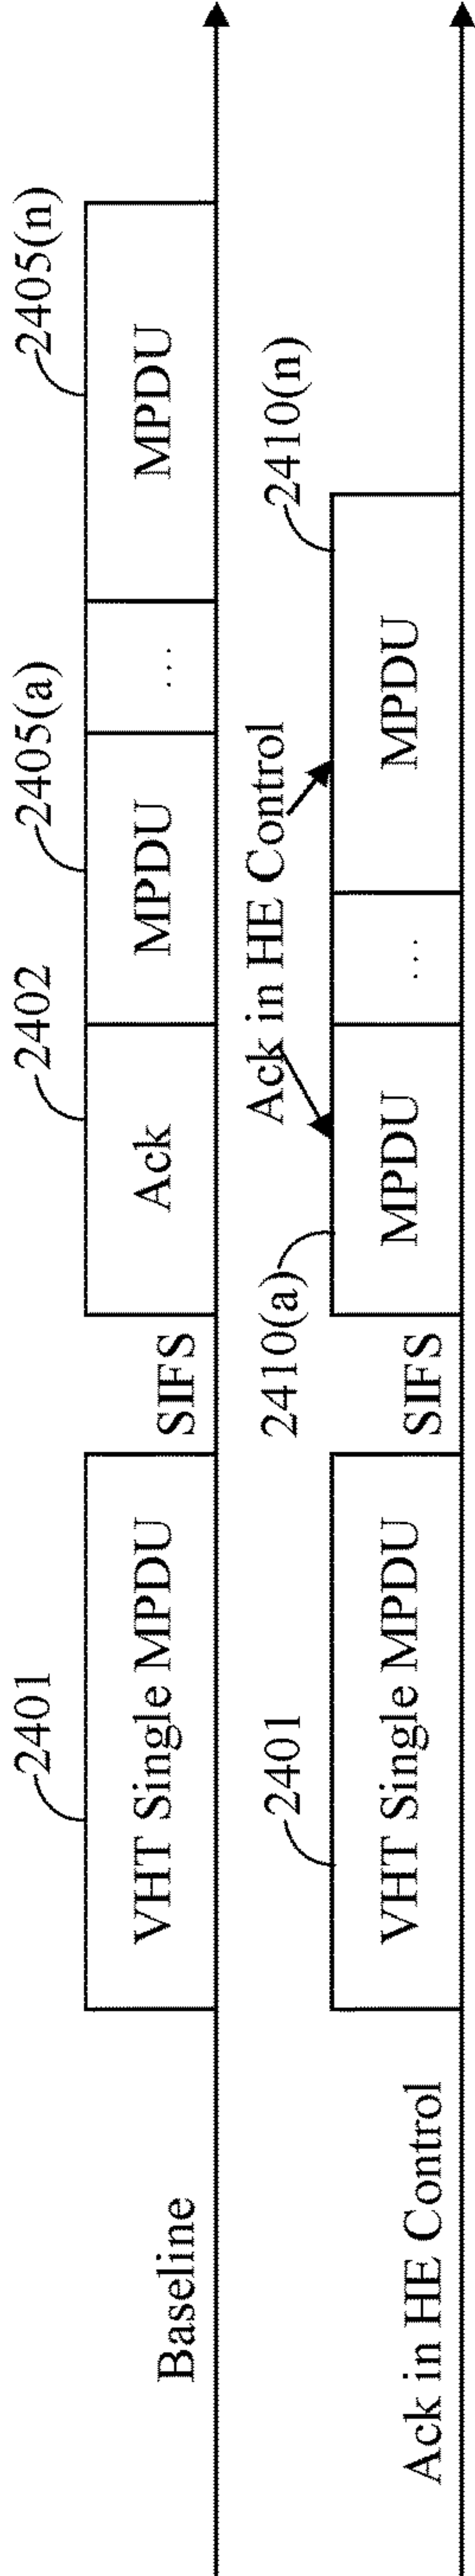 2401
2402
2405(a)
2405(n)
Baseline
VHT Single MPDU
SIFS
Ack
MPDU
...
MPDU
2401
2410(a)
Ack in HE Control
2410(n)
Ack in HE Control
VHT Single MPDU
SIFS
MPDU
...
MPDU